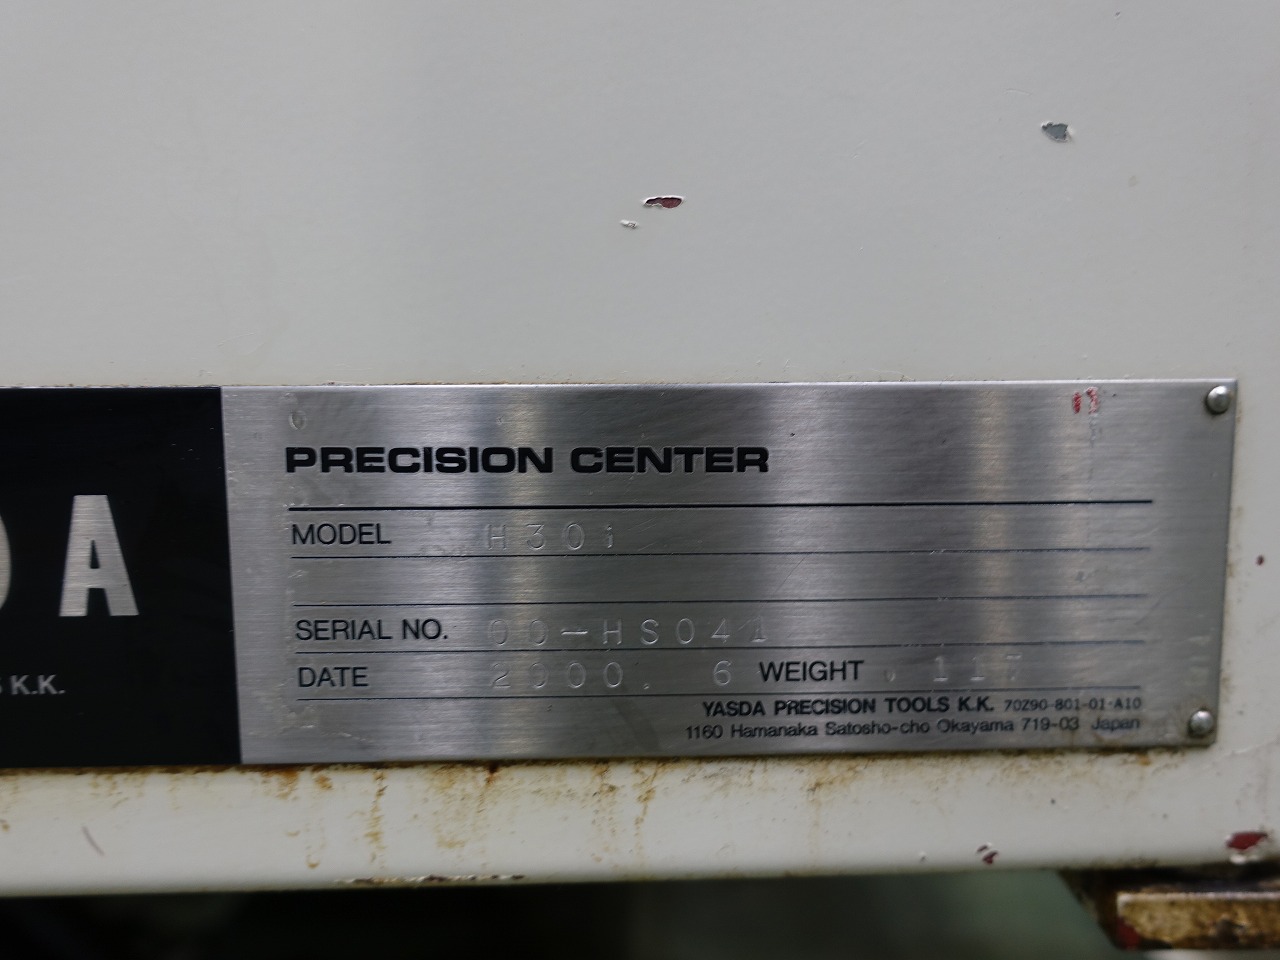 DA
S K.K.
PRECISION CENTER
MODEL H30i
SERIAL NO. 00-HS041
DATE 2000. 6 WEIGHT 117
YASDA PRECISION TOOLS K.K. 70Z90-801-01-A10
1160 Hamanaka Satosho-cho Okayama 719-03 Japan